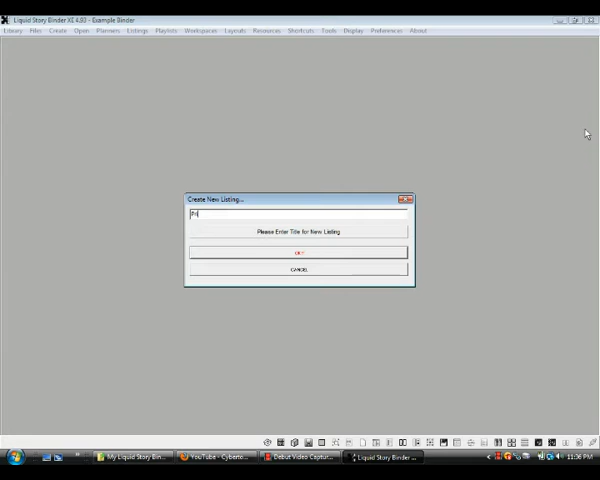 Liquid Story Binder XE 4.93 - Example Binder
Library Files Create Open Planners Listings Playlists Workspaces Layouts Resources Shortcuts Tools Display Preferences About
Create New Listing...
Pri
Please Enter Title for New Listing
CANCEL
My Liquid Story Bin... YouTube - Cyberto... Debut Video Captur... Liquid Story Binder ... 11:36 PM